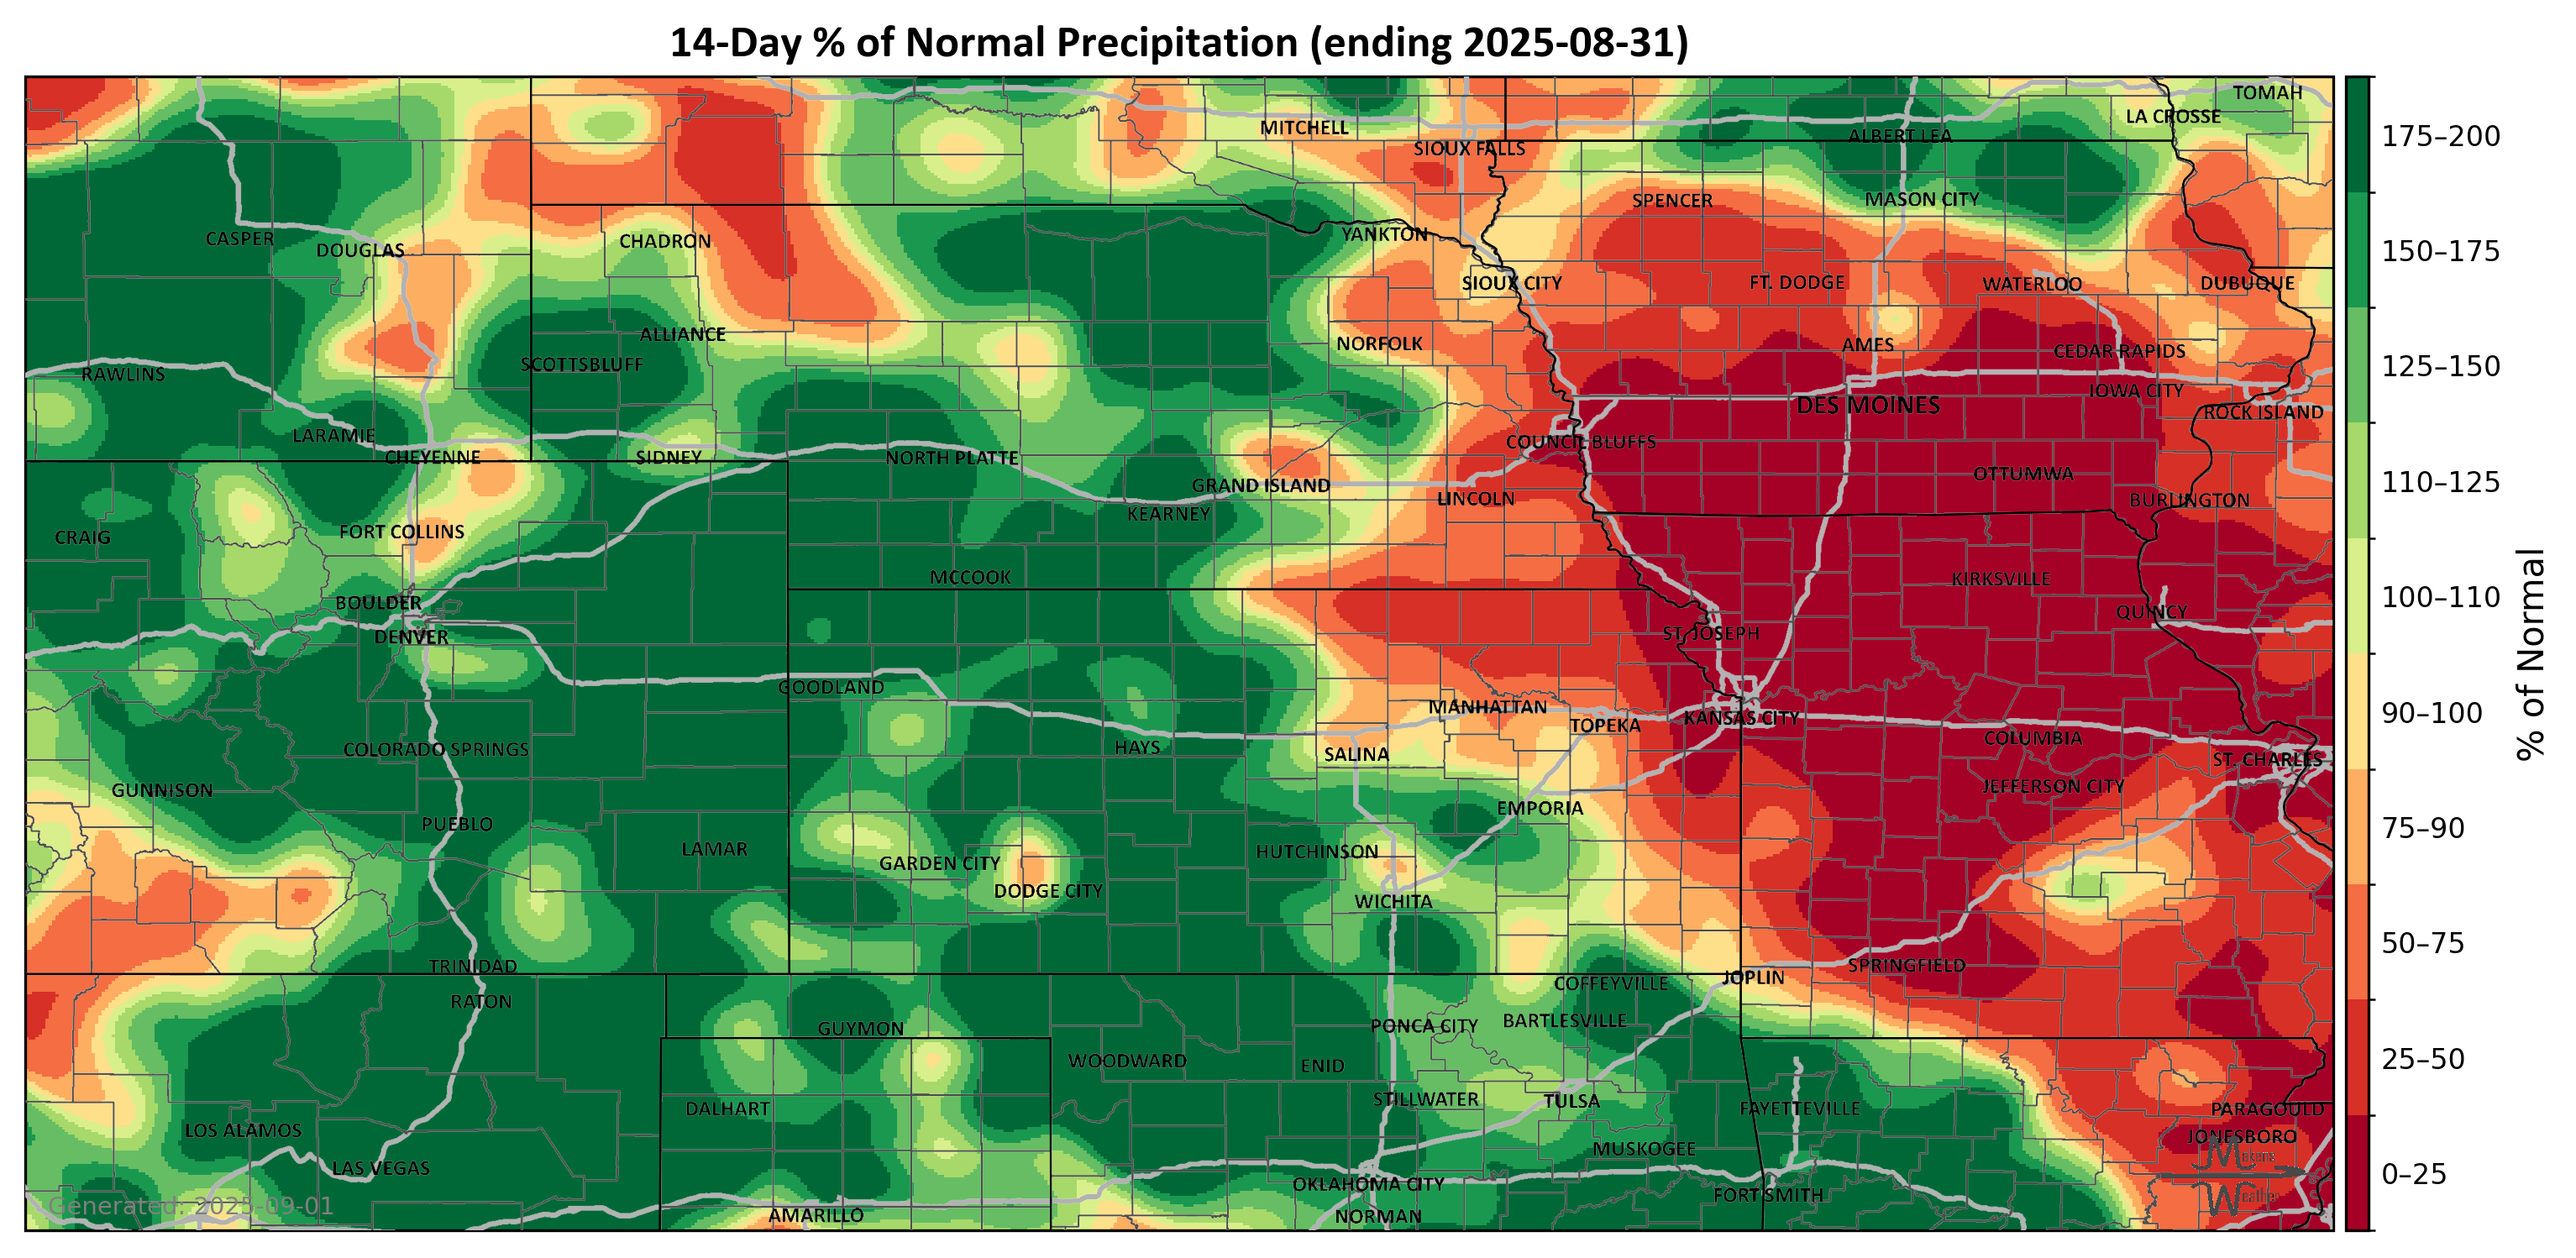 14-Day % of Normal Precipitation (ending 2025-08-31)
TOMAH
LA CROSSE
MITCHELL
ALBERT LEA
SIOUX FALLS
SPENCER
MASON CITY
CASPER
DOUGLAS
CHADRON
YANKTON
SIOUX CITY
FT. DODGE
WATERLOO
DUBUQUE
ALLIANCE
NORFOLK
AMES
CEDAR RAPIDS
SCOTTSBLUFF
RAWLINS
IOWA CITY
DES MOINES
ROCK ISLAND
LARAMIE
COUNCIL BLUFFS
CHEYENNE
SIDNEY
NORTH PLATTE
OTTUMWA
GRAND ISLAND
LINCOLN
BURLINGTON
KEARNEY
CRAIG
FORT COLLINS
MCCOOK
KIRKSVILLE
BOULDER
QUINCY
DENVER
ST. JOSEPH
GOODLAND
MANHATTAN
TOPEKA
KANSAS CITY
COLUMBIA
COLORADO SPRINGS
HAYS
SALINA
ST. CHARLES
GUNNISON
JEFFERSON CITY
EMPORIA
PUEBLO
LAMAR
HUTCHINSON
GARDEN CITY
DODGE CITY
WICHITA
TRINIDAD
SPRINGFIELD
JOPLIN
COFFEYVILLE
RATON
GUYMON
PONCA CITY
BARTLESVILLE
WOODWARD
ENID
DALHART
STILLWATER
TULSA
FAYETTEVILLE
PARAGOULD
LOS ALAMOS
JONESBORO
MUSKOGEE
LAS VEGAS
OKLAHOMA CITY
FORT SMITH
AMARILLO
NORMAN
Generated: 2025-09-01
Weather
175–200
150–175
125–150
110–125
100–110
90–100
75–90
50–75
25–50
0–25
% of Normal